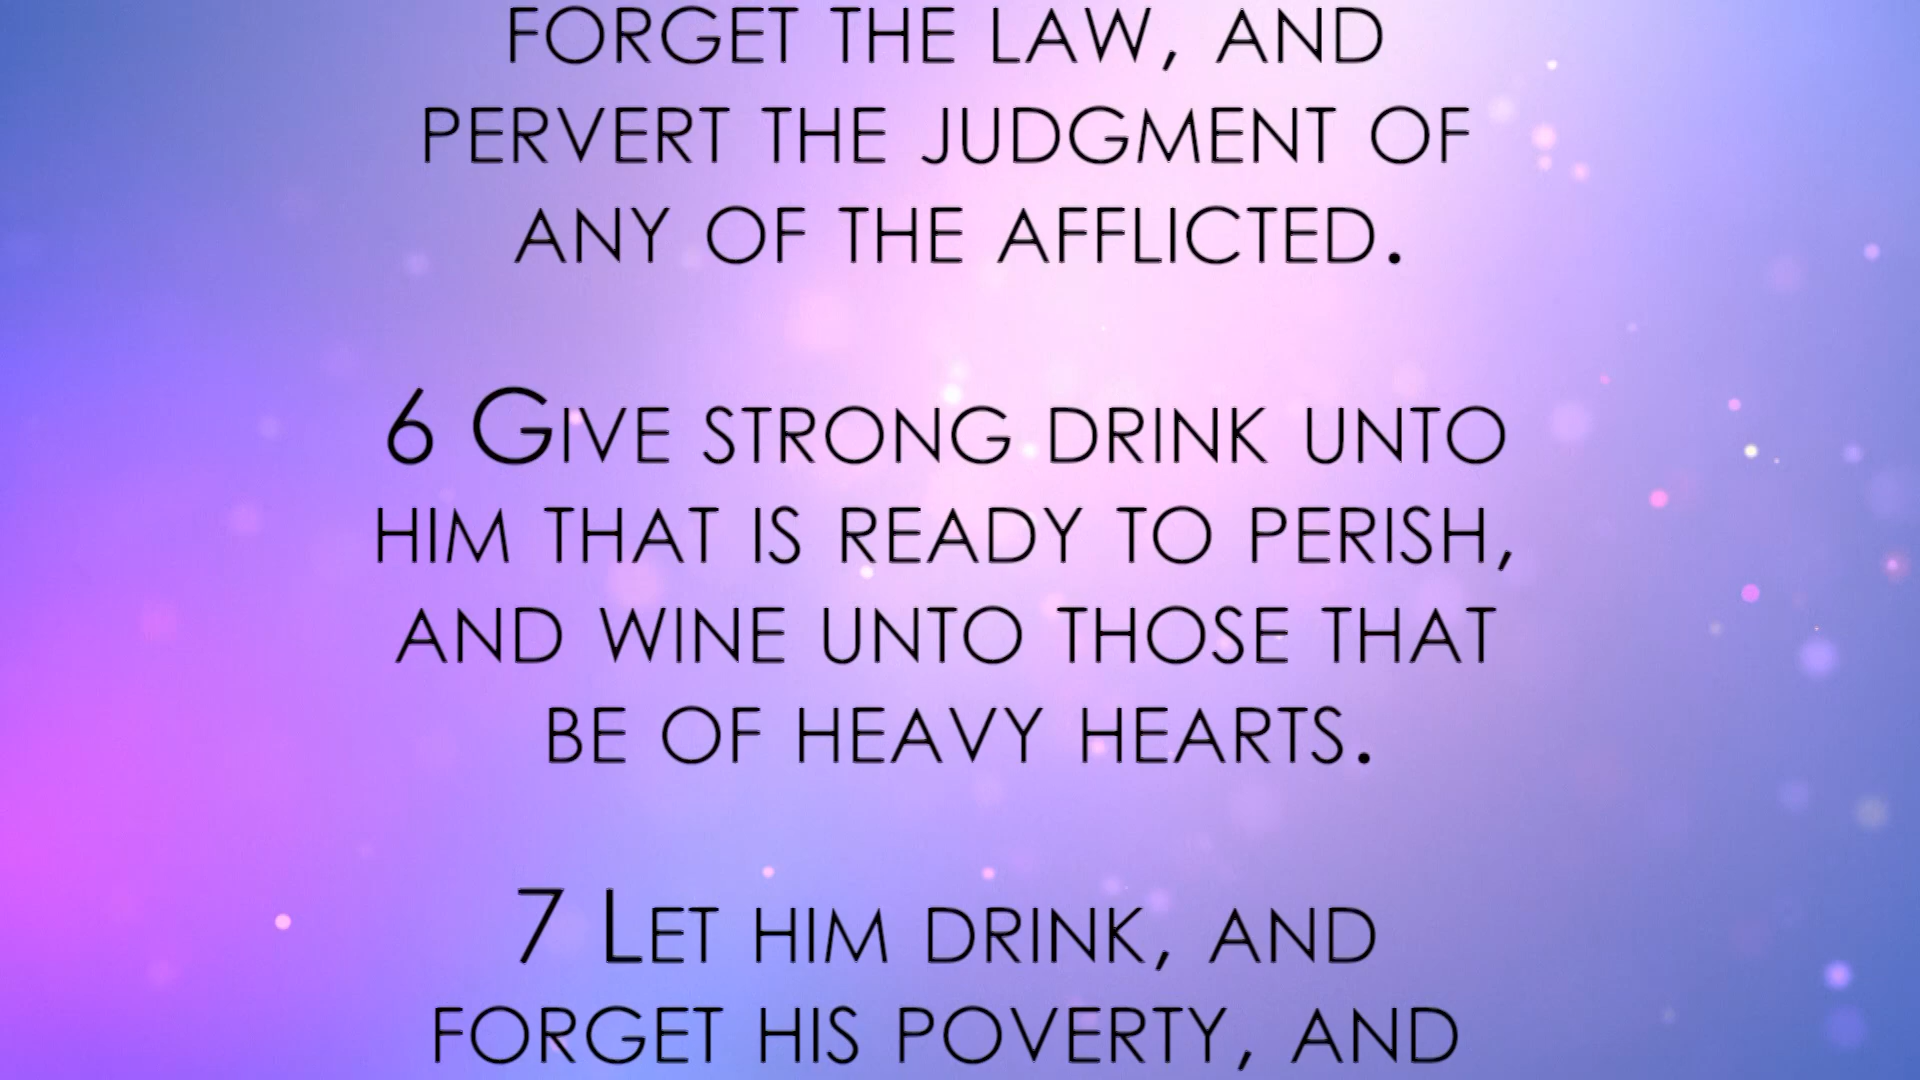 FORGET THE LAW, AND
PERVERT THE JUDGMENT OF
ANY OF THE AFFLICTED.
6 GIVE STRONG DRINK UNTO
HIM THAT IS READY TO PERISH,
AND WINE UNTO THOSE THAT
BE OF HEAVY HEARTS.
7 LET HIM DRINK, AND
FORGET HIS POVERTY, AND